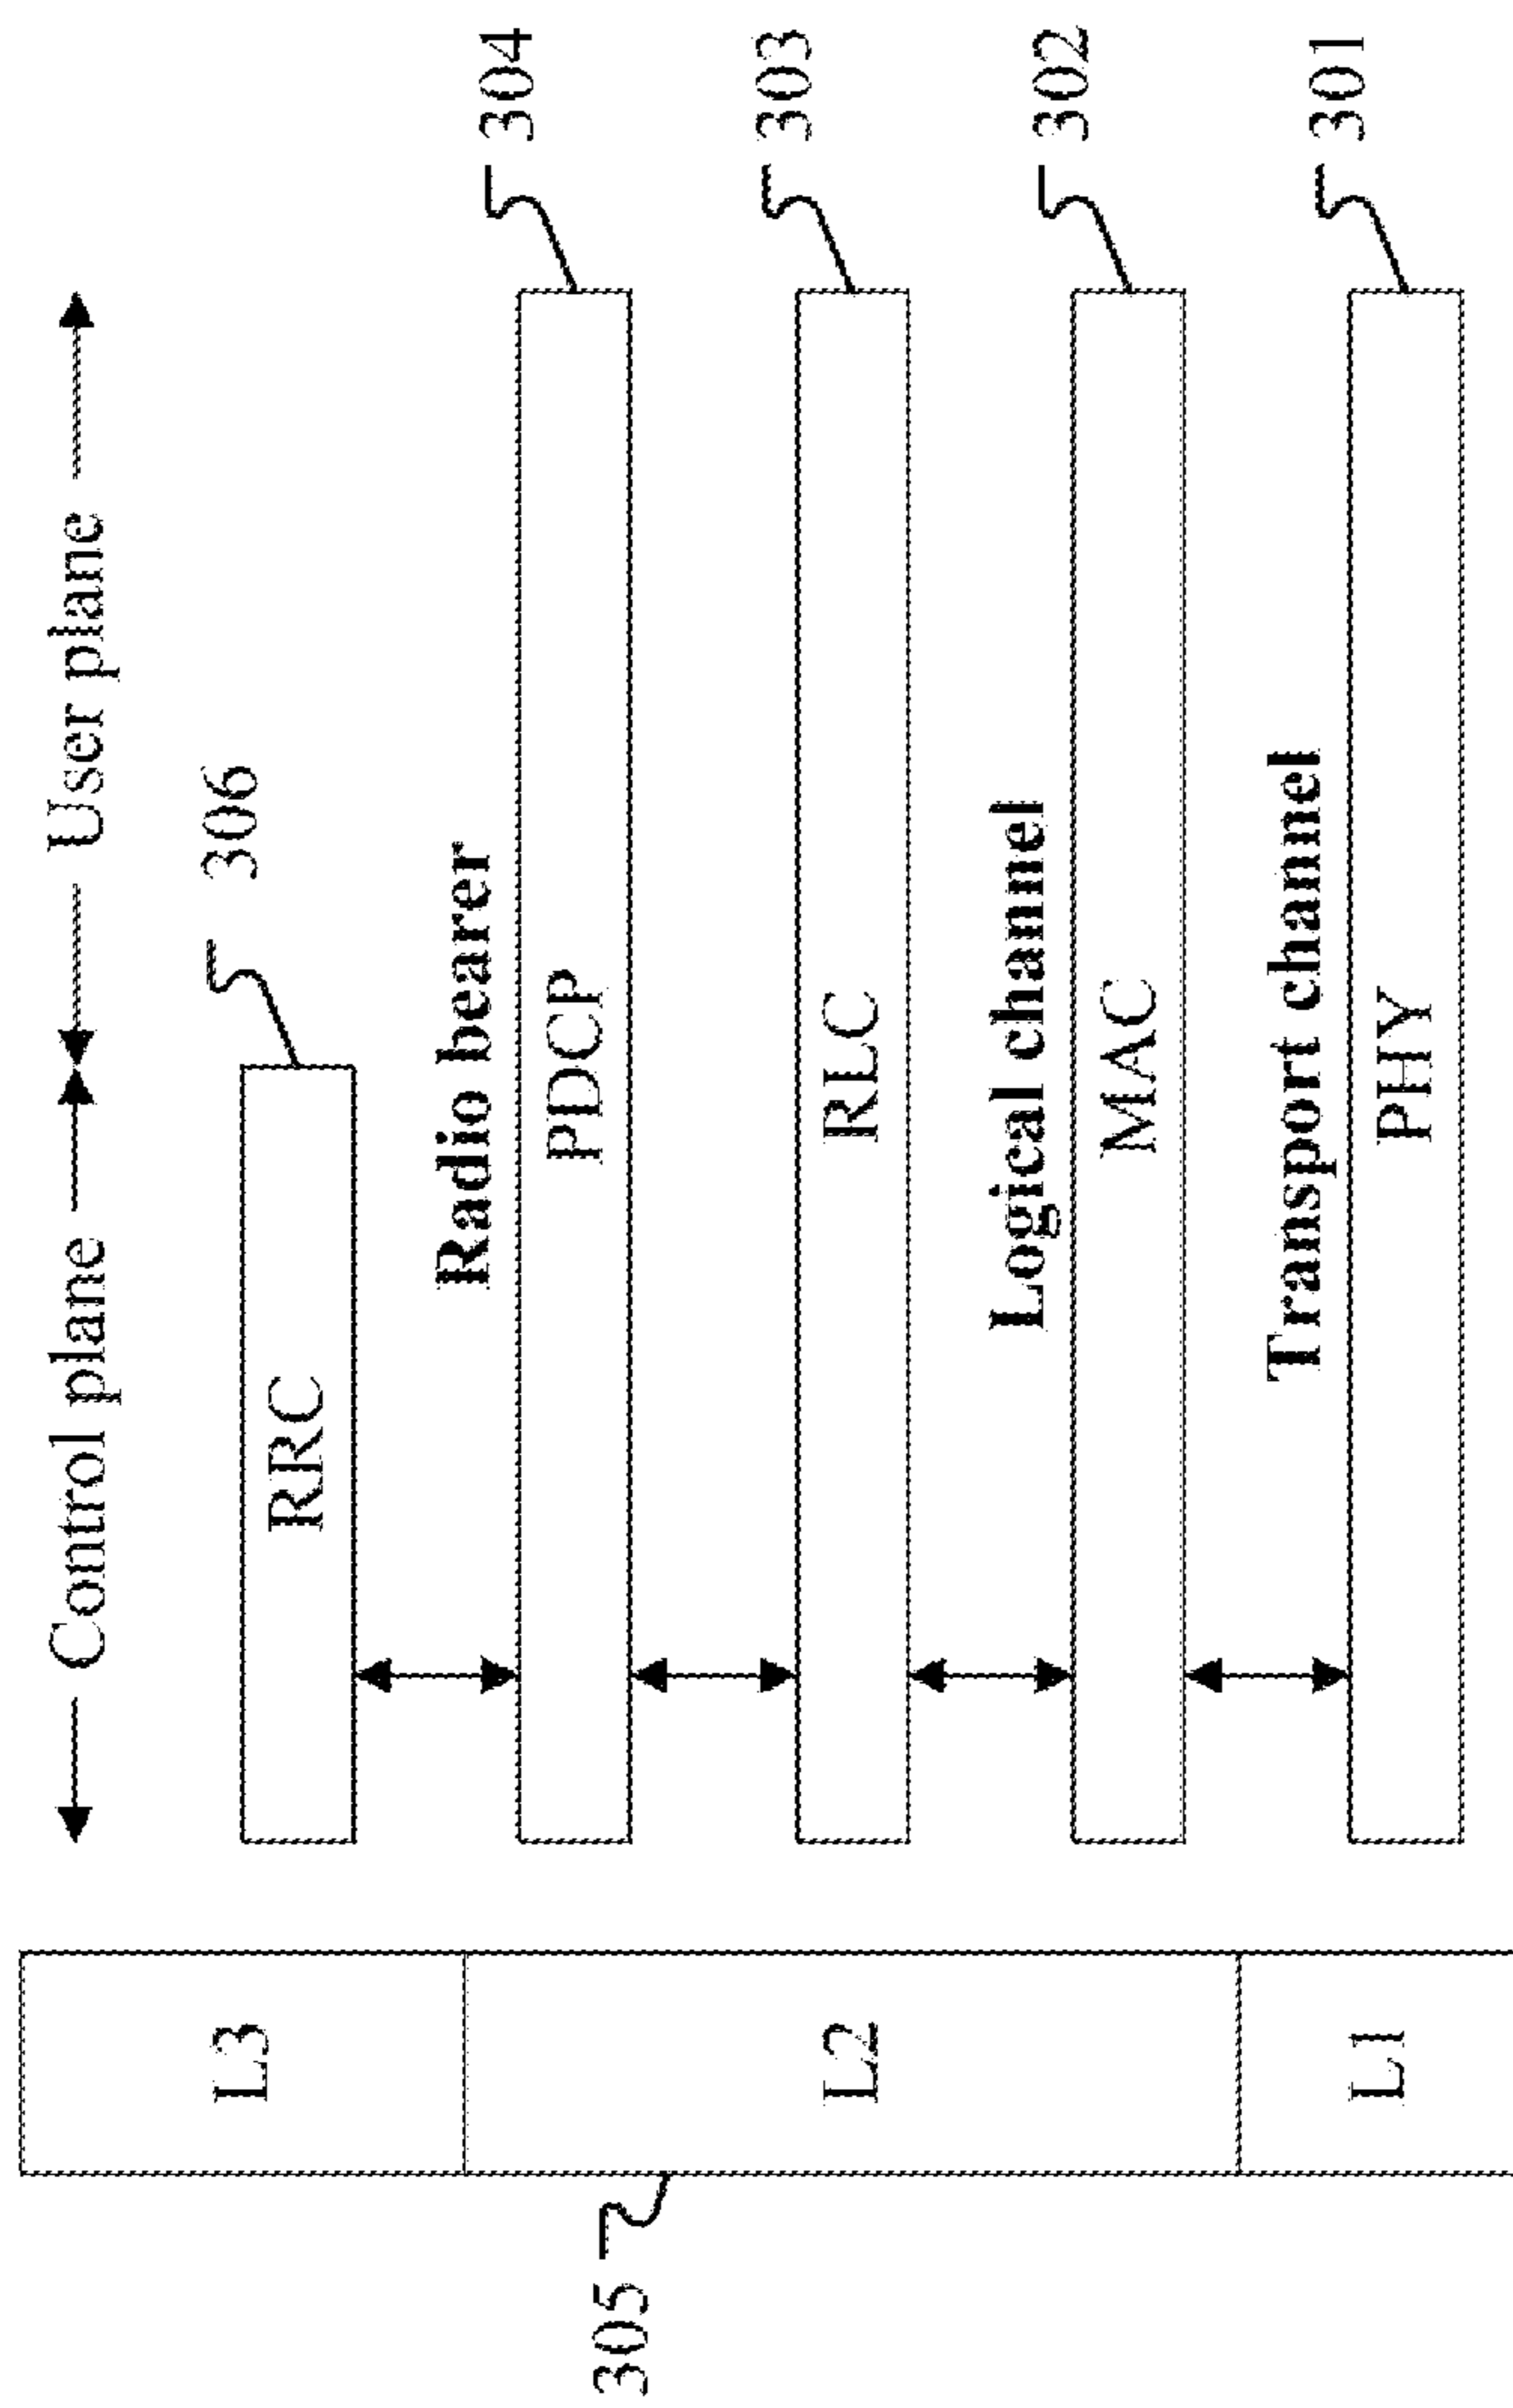 Control plane User plane
L3
RRC
306
Radio bearer
305
L2
PDCP
304
RLC
303
Logical channel
MAC
302
Transport channel
L1
PHY
301